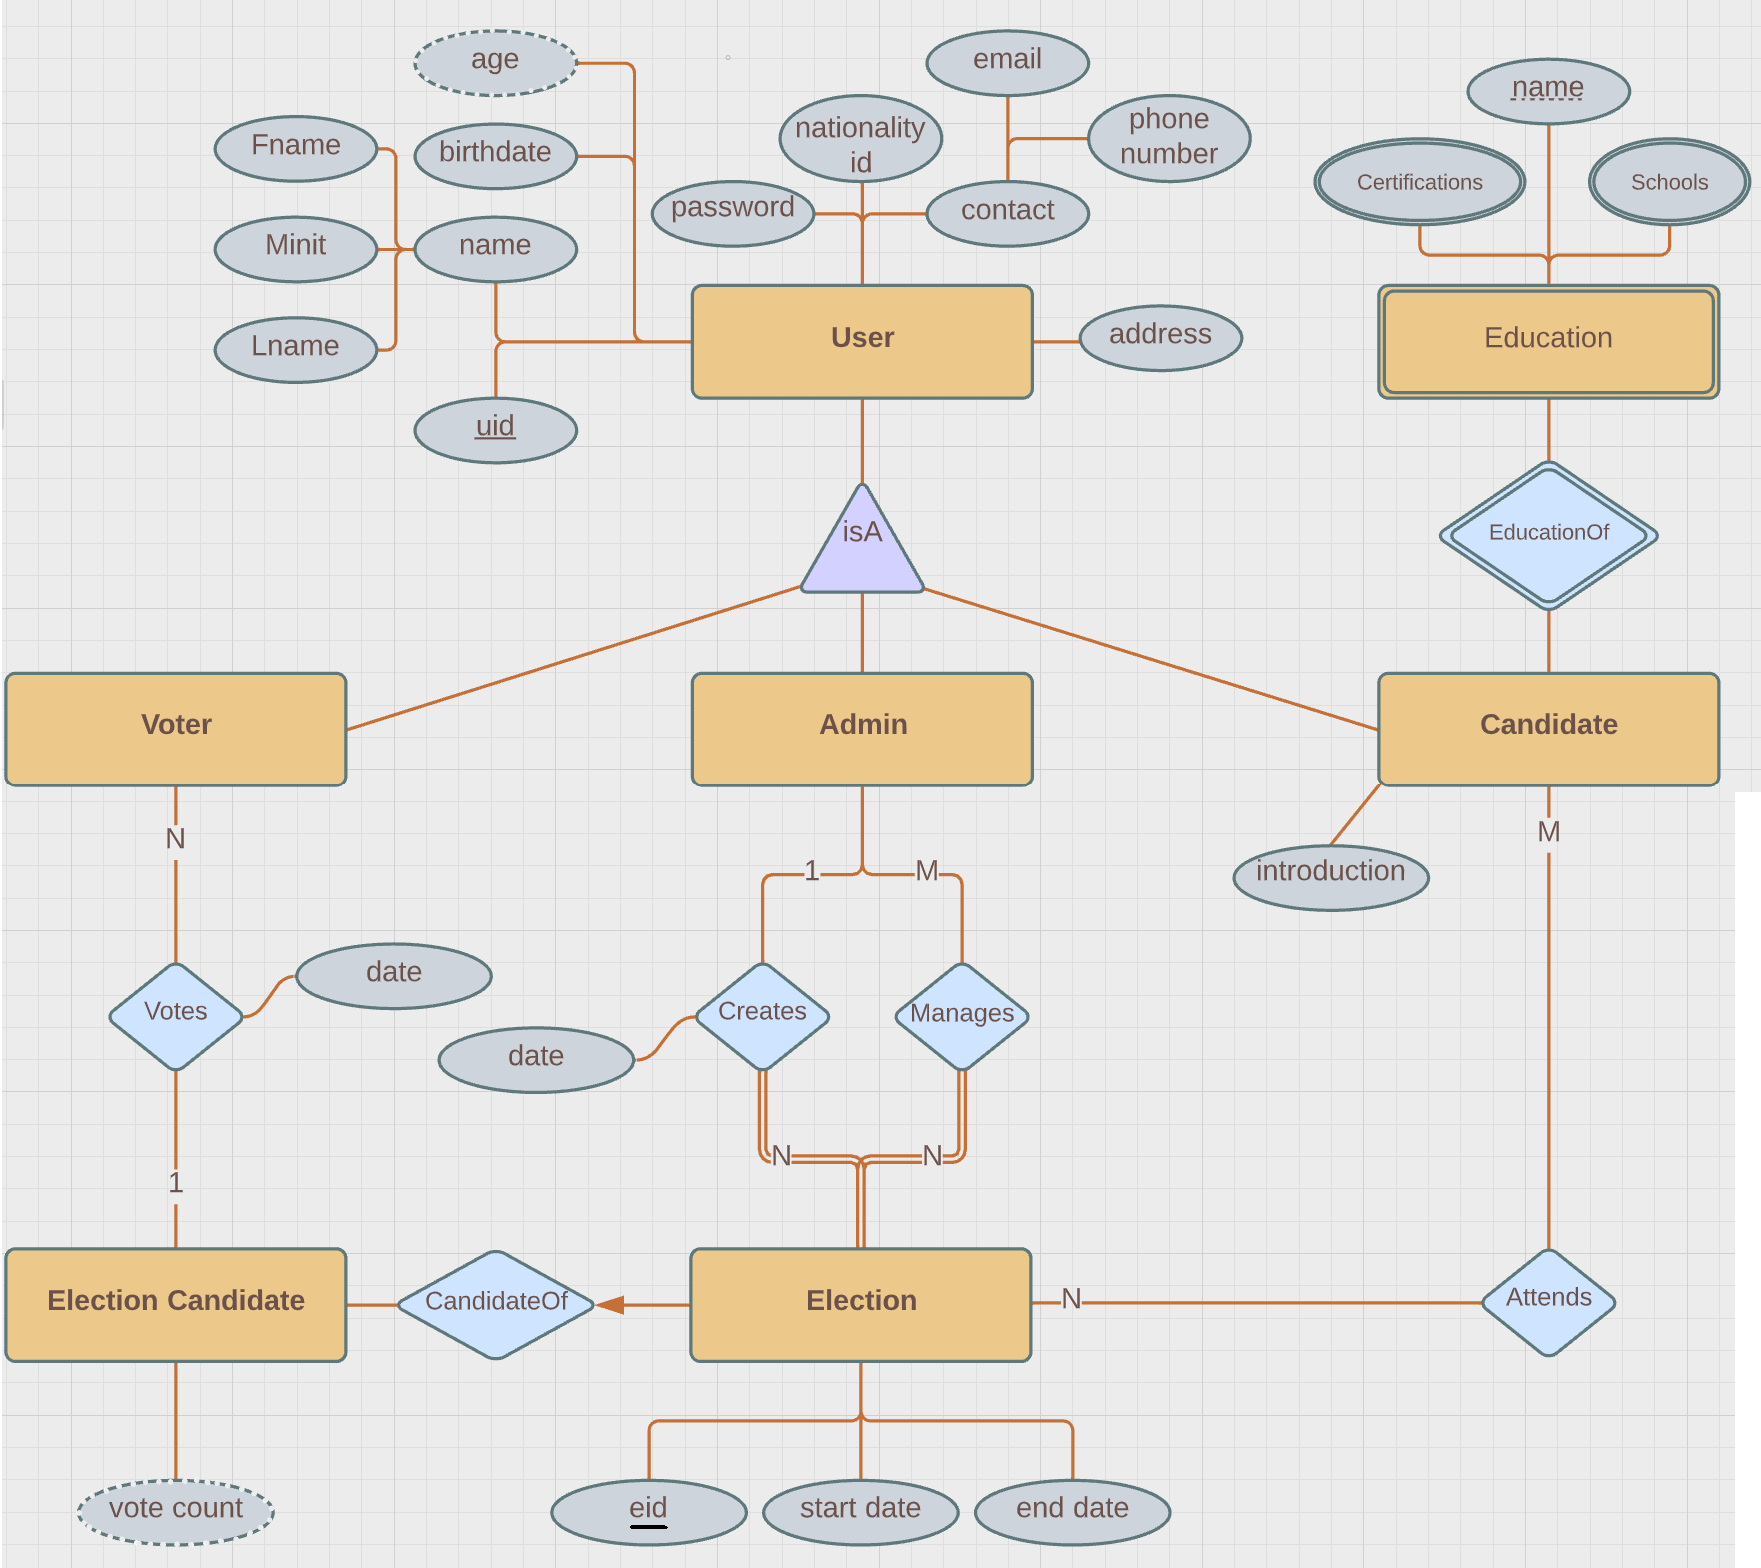 age
email
name
nationality
id
phone
number
Fname
birthdate
Certifications
Schools
password
contact
Minit
name
Lname
User
address
Education
uid
isA
EducationOf
Voter
Admin
Candidate
N
M
1
M
introduction
date
Votes
Creates
Manages
date
N
N
1
Election Candidate
CandidateOf
Election
N
Attends
vote count
eid
start date
end date